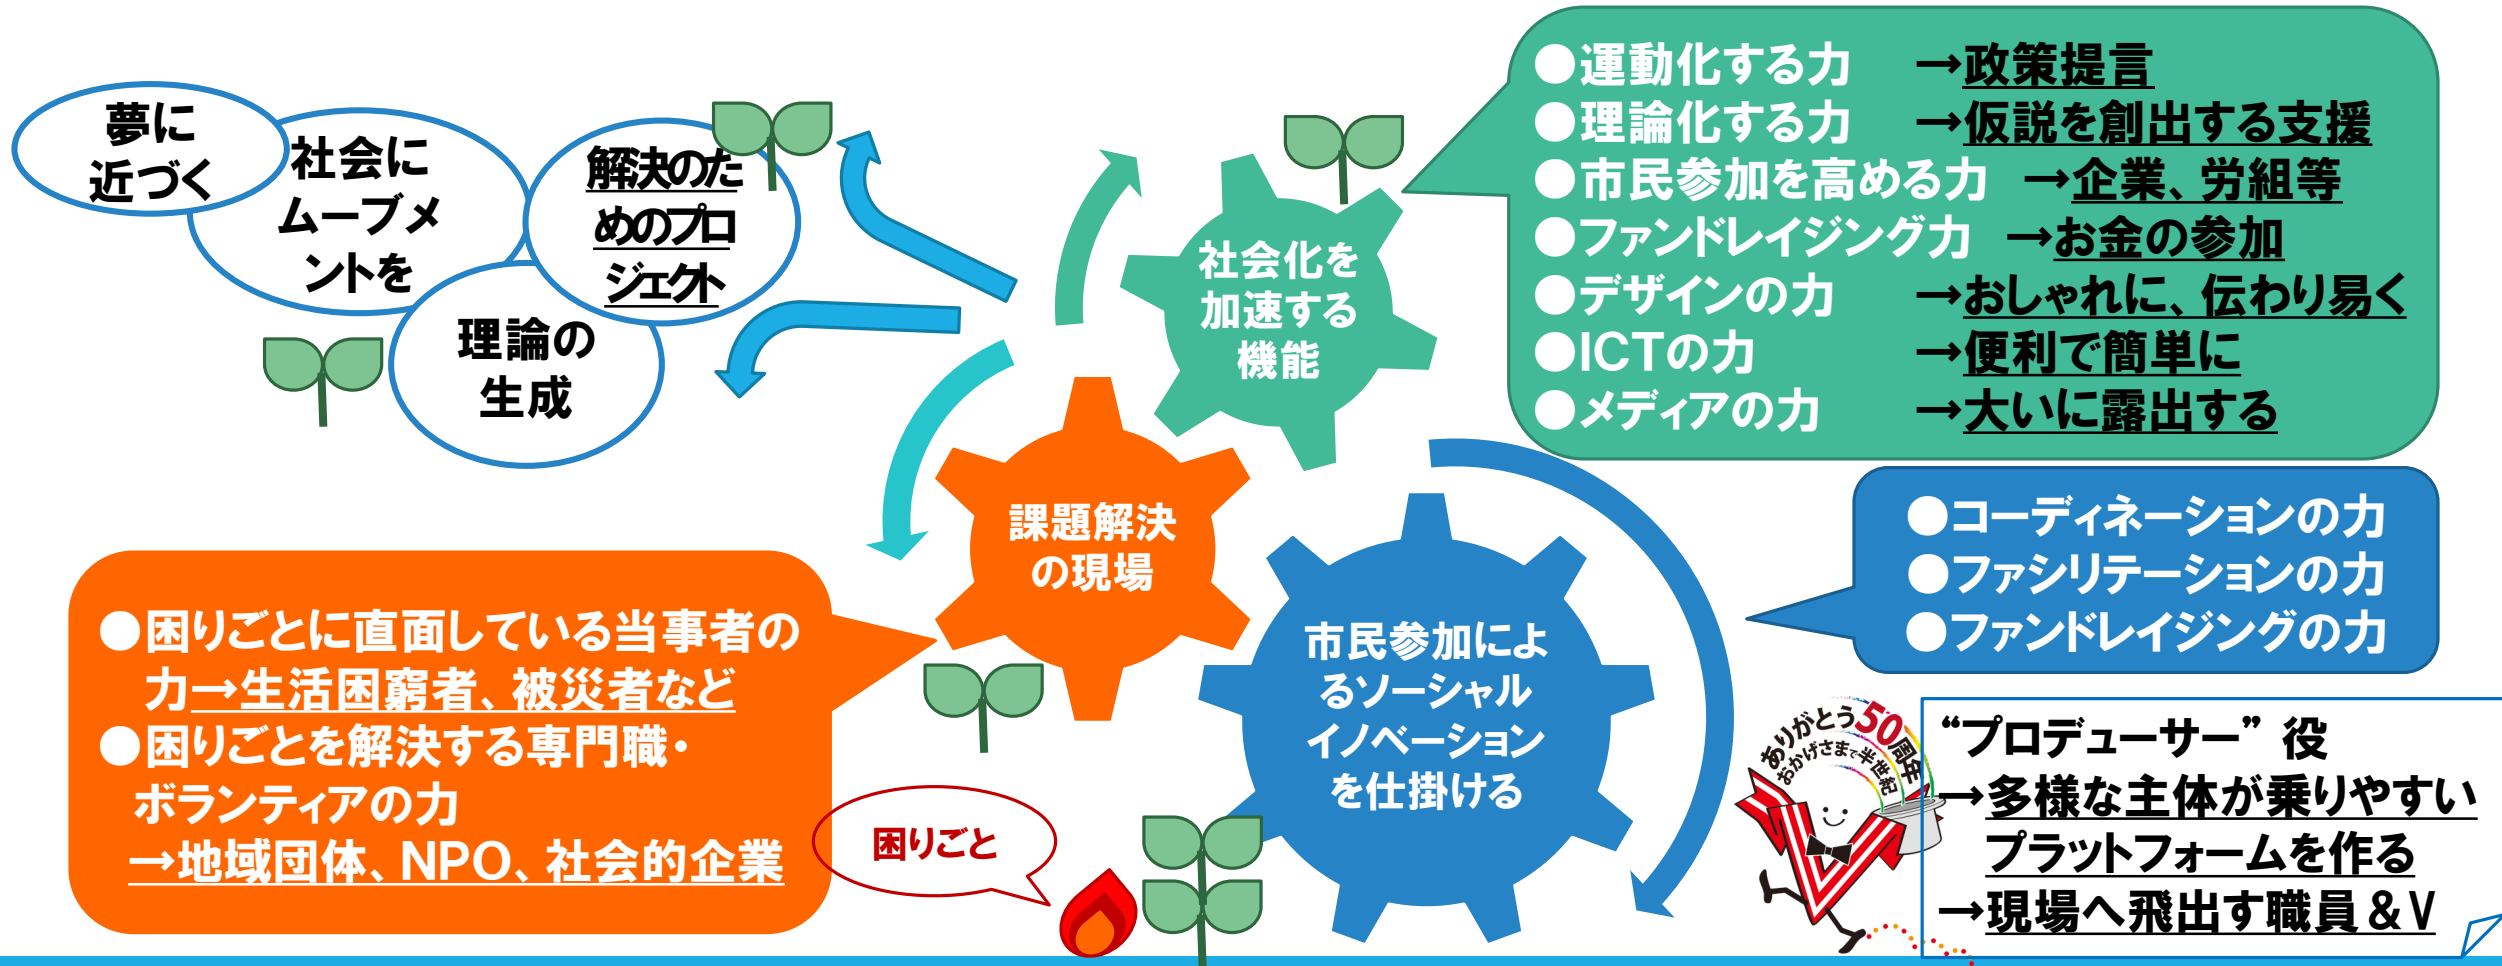 夢に
近づく
社会に
ムーブメ
ントを
解決のた
めのプロ
ジェクト
理論の
生成
社会化を
加速する
機能
●運動化する力 →政策提言
●理論化する力 →仮説を創出する支援
●市民参加を高める力 →企業、労組等
●ファンドレイジング力 →お金の参加
●デザインの力 →おしゃれに、伝わり易く
●ICTの力 →便利で簡単に
●メディアの力 →大いに露出する
課題解決
の現場
●困りごとに直面している当事者の
力→生活困窮者、被災者など
●困りごとを解決する専門職・
ボランティアの力
→地域団体、NPO、社会的企業
困りごと
市民参加によ
るソーシャル
イノベーション
を仕掛ける
●コーディネーションの力
●ファシリテーションの力
●ファンドレイジングの力
ありがとう50周年
おかげさまで半世紀
“プロデューサー”役
→多様な主体が乗りやすい
プラットフォームを作る
→現場へ飛出す職員＆V